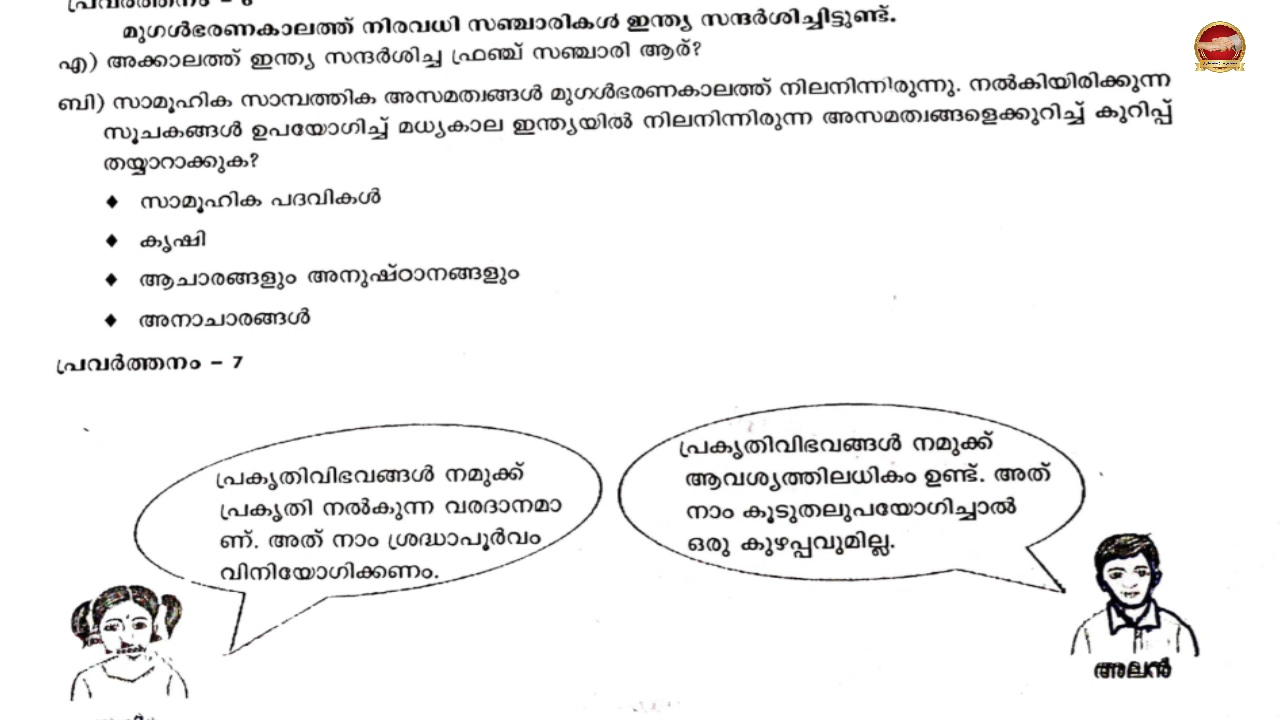 പ്രവർത്തനം - 6
മുഗൾഭരണകാലത്ത് നിരവധി സഞ്ചാരികൾ ഇന്ത്യ സന്ദർശിച്ചിട്ടുണ്ട്.
എ) അക്കാലത്ത് ഇന്ത്യ സന്ദർശിച്ച ഫ്രഞ്ച് സഞ്ചാരി ആര്?
ബി) സാമൂഹിക സാമ്പത്തിക അസമത്വങ്ങൾ മുഗൾഭരണകാലത്ത് നിലനിന്നിരുന്നു. നൽകിയിരിക്കുന്ന
സൂചകങ്ങൾ ഉപയോഗിച്ച് മധ്യകാല ഇന്ത്യയിൽ നിലനിന്നിരുന്ന അസമത്വങ്ങളെക്കുറിച്ച് കുറിപ്പ്
തയ്യാറാക്കുക?
♦ സാമൂഹിക പദവികൾ
♦ കൃഷി
♦ ആചാരങ്ങളും അനുഷ്ഠാനങ്ങളും
♦ അനാചാരങ്ങൾ
പ്രവർത്തനം - 7
പ്രകൃതിവിഭവങ്ങൾ നമുക്ക്
പ്രകൃതി നൽകുന്ന വരദാനമാ
ണ്. അത് നാം ശ്രദ്ധാപൂർവം
വിനിയോഗിക്കണം.
പ്രകൃതിവിഭവങ്ങൾ നമുക്ക്
ആവശ്യത്തിലധികം ഉണ്ട്. അത്
നാം കൂടുതലുപയോഗിച്ചാൽ
ഒരു കുഴപ്പവുമില്ല.
അലൻ